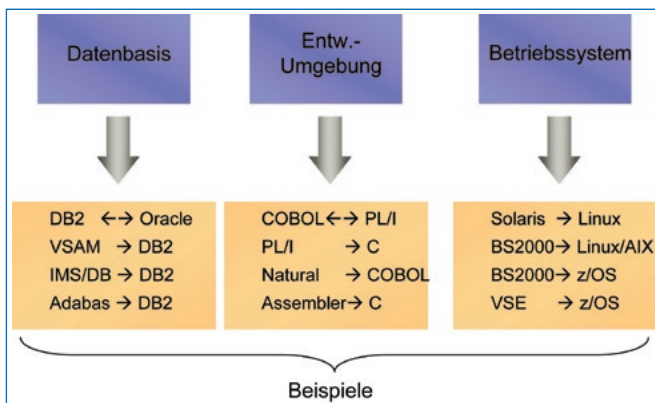 Datenbasis
Entw.-
Umgebung
Betriebssystem
DB2 ←→ Oracle
VSAM → DB2
IMS/DB → DB2
Adabas → DB2
COBOL ←→ PL/I
PL/I → C
Natural → COBOL
Assembler → C
Solaris → Linux
BS2000 → Linux/AIX
BS2000 → z/OS
VSE → z/OS
Beispiele